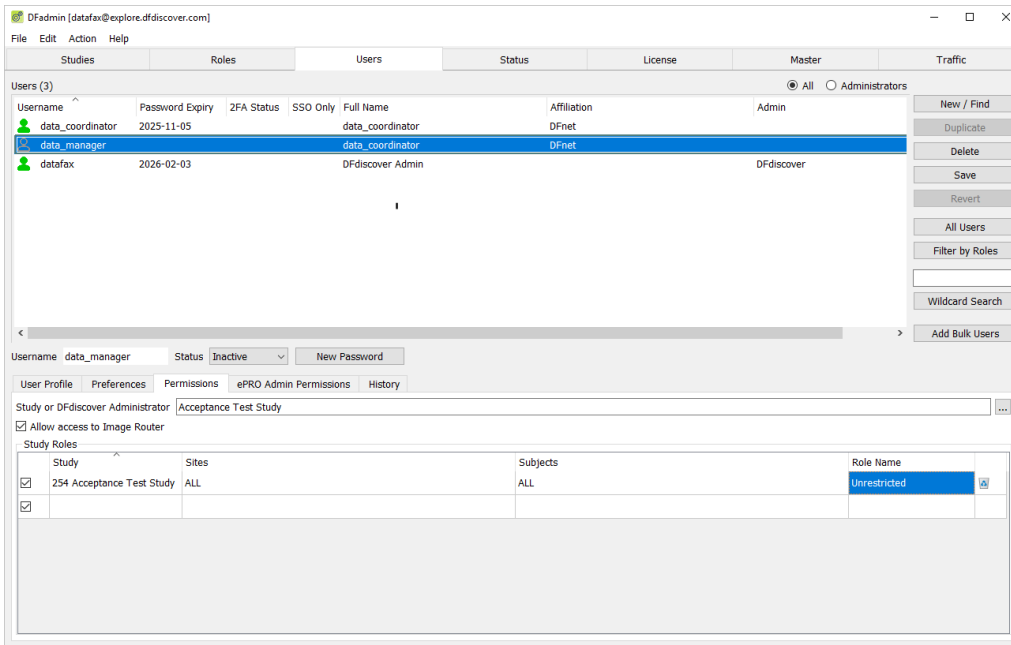 DFadmin [datafax@explore.dfdiscover.com]
File Edit Action Help
Studies Roles Users Status License Master Traffic
Users (3) All Administrators
Username Password Expiry 2FA Status SSO Only Full Name Affiliation Admin
data_coordinator 2025-11-05 data_coordinator DFnet
data_manager data_coordinator DFnet
datafax 2026-02-03 DFdiscover Admin DFdiscover
New / Find
Duplicate
Delete
Save
Revert
All Users
Filter by Roles
Wildcard Search
Add Bulk Users
Username data_manager Status Inactive New Password
User Profile Preferences Permissions ePRO Admin Permissions History
Study or DFdiscover Administrator Acceptance Test Study ...
Allow access to Image Router
Study Roles
Study Sites Subjects Role Name
254 Acceptance Test Study ALL ALL Unrestricted